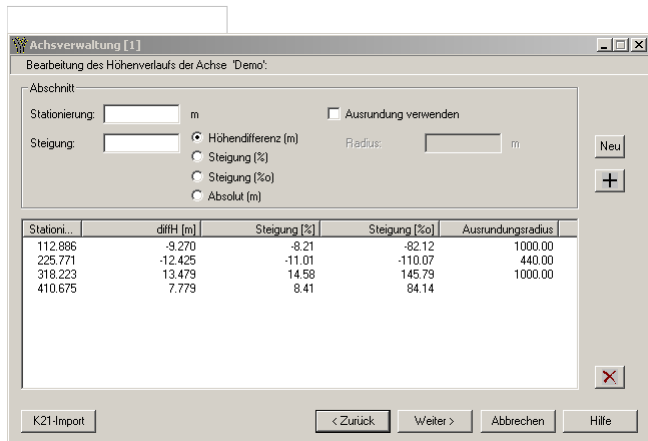 Achsverwaltung [1]
Bearbeitung des Höhenverlaufs der Achse 'Demo':
Abschnitt
Stationierung: m Ausrundung verwenden
Steigung: Höhendifferenz (m) Radius: m
Steigung (%)
Steigung (%o)
Absolut (m)
Neu
+
Stationi... diffH [m] Steigung [%] Steigung [%o] Ausrundungsradius
112.886 -9.270 -8.21 -82.12 1000.00
225.771 -12.425 -11.01 -110.07 440.00
318.223 13.479 14.58 145.79 1000.00
410.675 7.779 8.41 84.14
K21-Import < Zurück Weiter > Abbrechen Hilfe